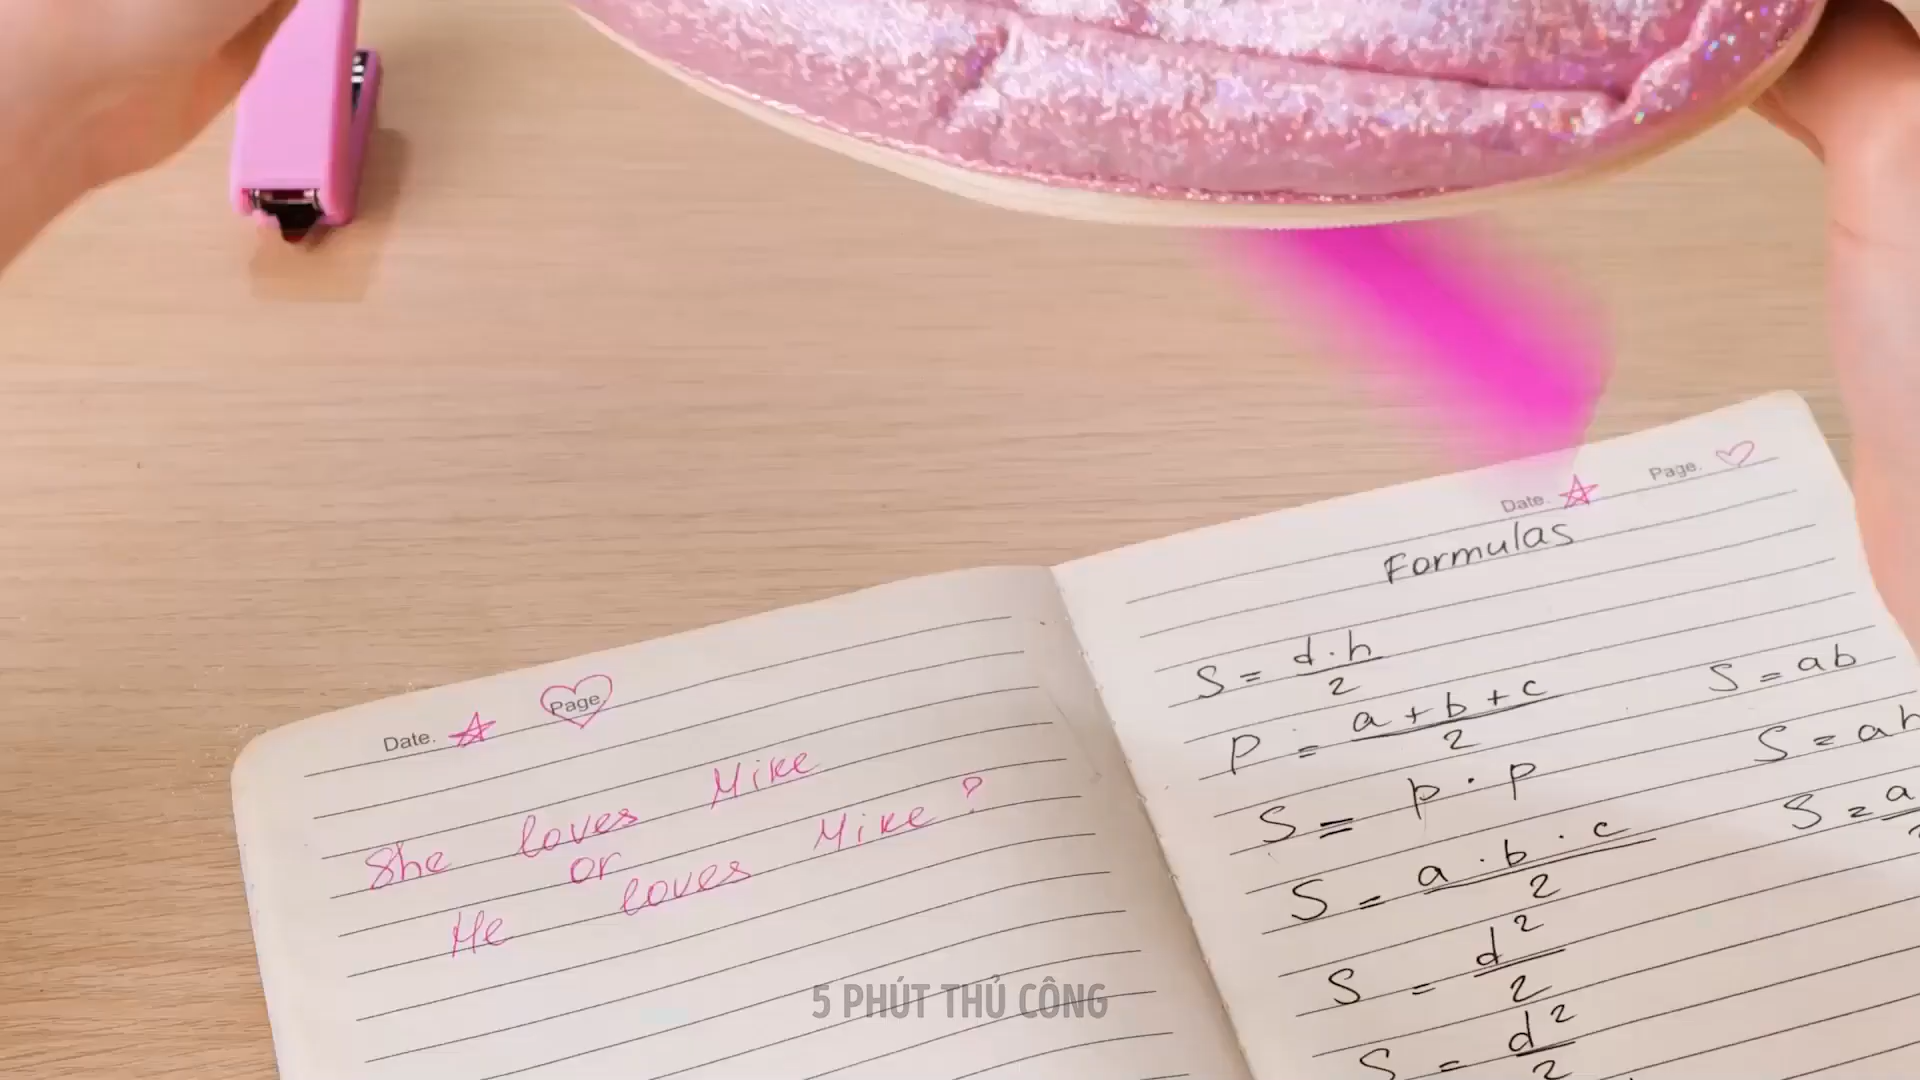 Date. Page.
She loves Mike
or
He loves Mike?
Date. Page.
Formulas
S = d·h/2
P = a+b+c/2
S = p·p
S = a·b·c/2
S = d²/2
S = d²/2
S = ab
S = ah
S = a
5 PHÚT THỦ CÔNG